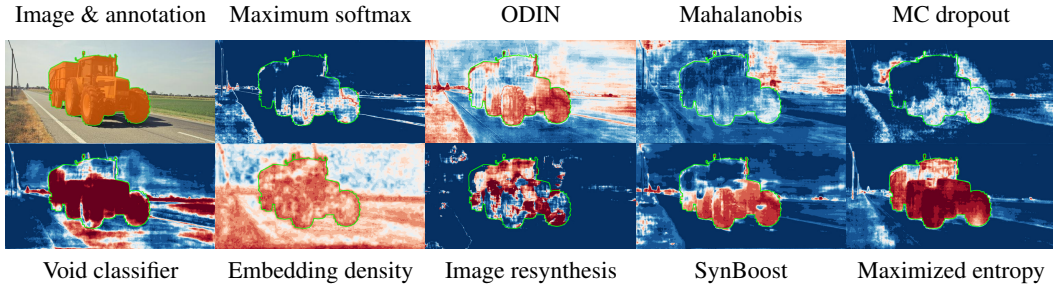 Image & annotation Maximum softmax ODIN Mahalanobis MC dropout
Void classifier Embedding density Image resynthesis SynBoost Maximized entropy